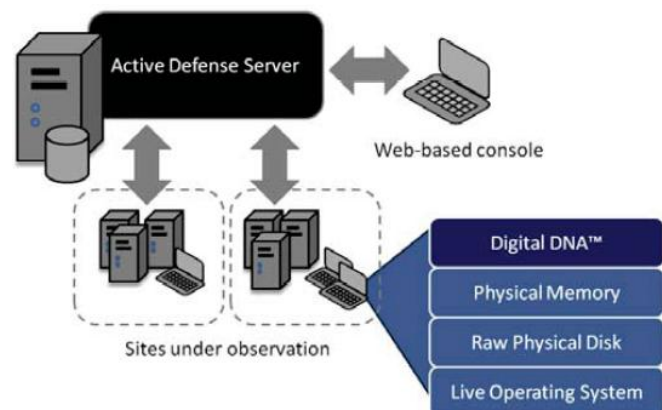 Active Defense Server
Web-based console
Digital DNA™
Physical Memory
Sites under observation
Raw Physical Disk
Live Operating System